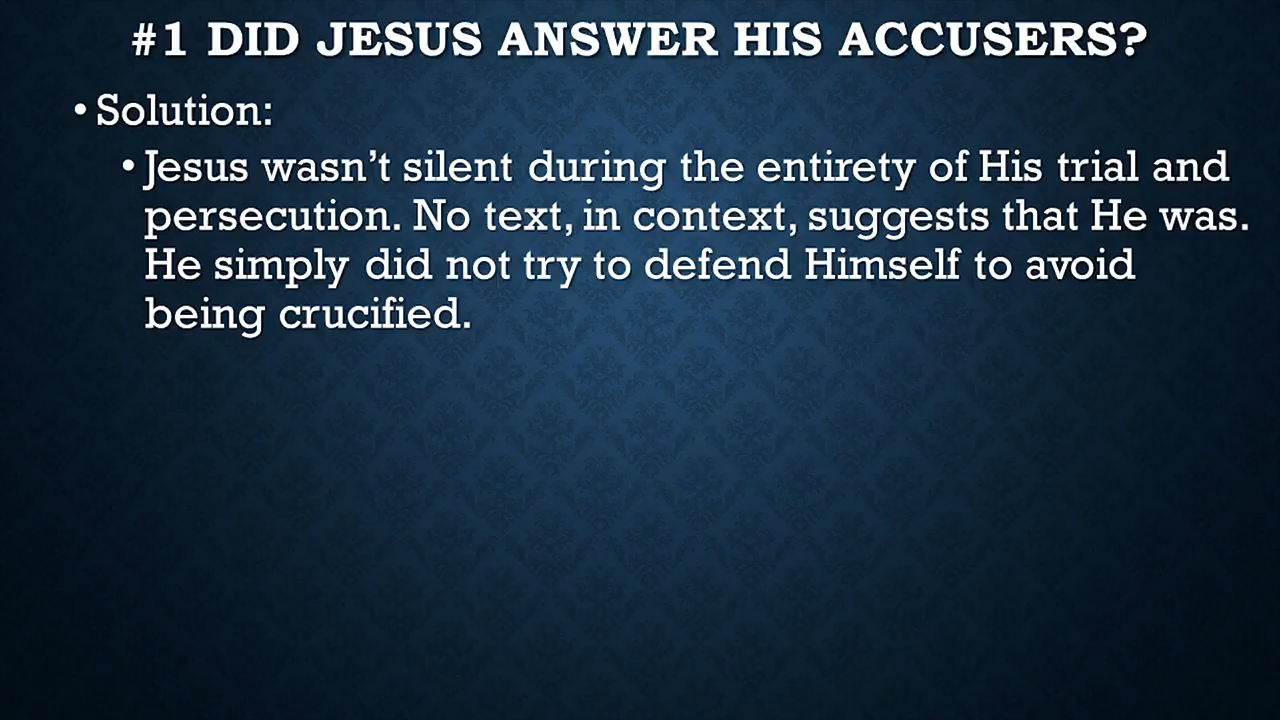 #1 DID JESUS ANSWER HIS ACCUSERS?
• Solution:
• Jesus wasn’t silent during the entirety of His trial and
persecution. No text, in context, suggests that He was.
He simply did not try to defend Himself to avoid
being crucified.